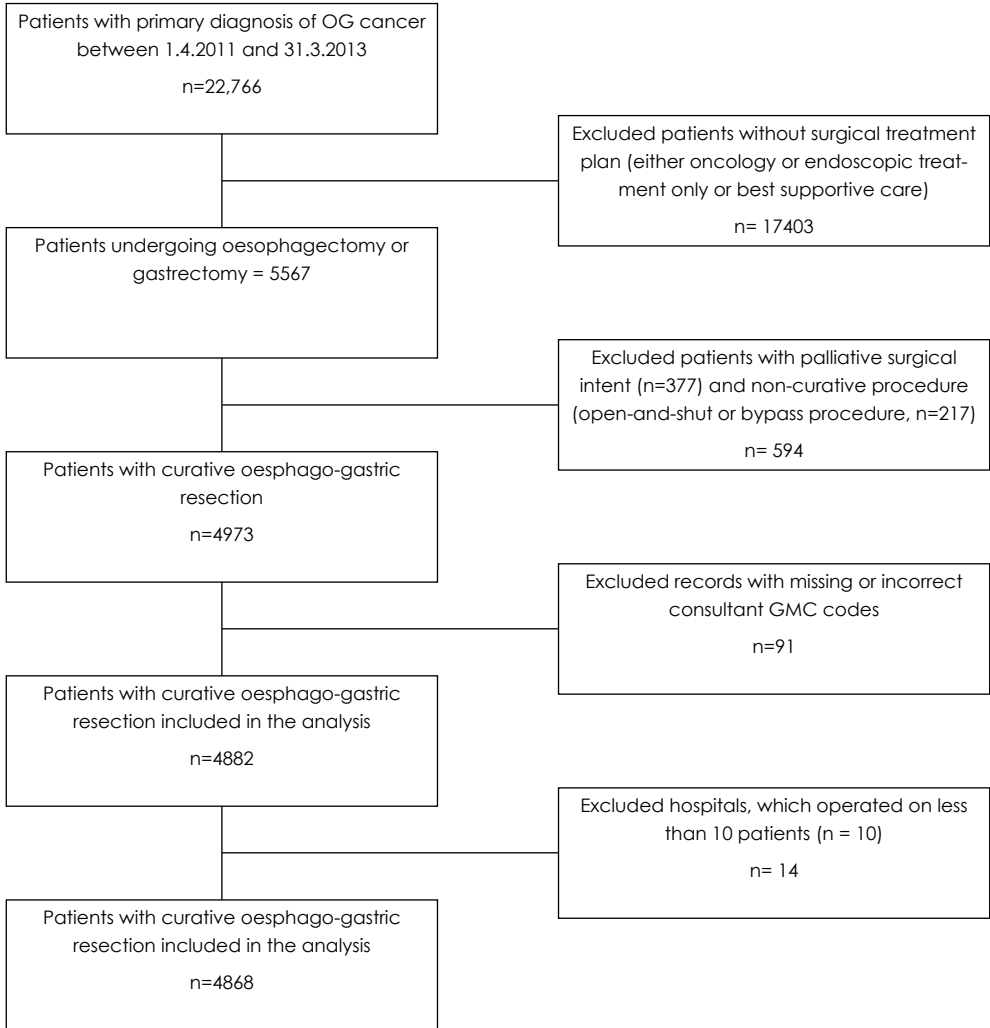 Patients with primary diagnosis of OG cancer
between 1.4.2011 and 31.3.2013
n=22,766
Excluded patients without surgical treatment
plan (either oncology or endoscopic treat-
ment only or best supportive care)
n= 17403
Patients undergoing oesophagectomy or
gastrectomy = 5567
Excluded patients with palliative surgical
intent (n=377) and non-curative procedure
(open-and-shut or bypass procedure, n=217)
n= 594
Patients with curative oesphago-gastric
resection
n=4973
Excluded records with missing or incorrect
consultant GMC codes
n=91
Patients with curative oesphago-gastric
resection included in the analysis
n=4882
Excluded hospitals, which operated on less
than 10 patients (n = 10)
n= 14
Patients with curative oesphago-gastric
resection included in the analysis
n=4868